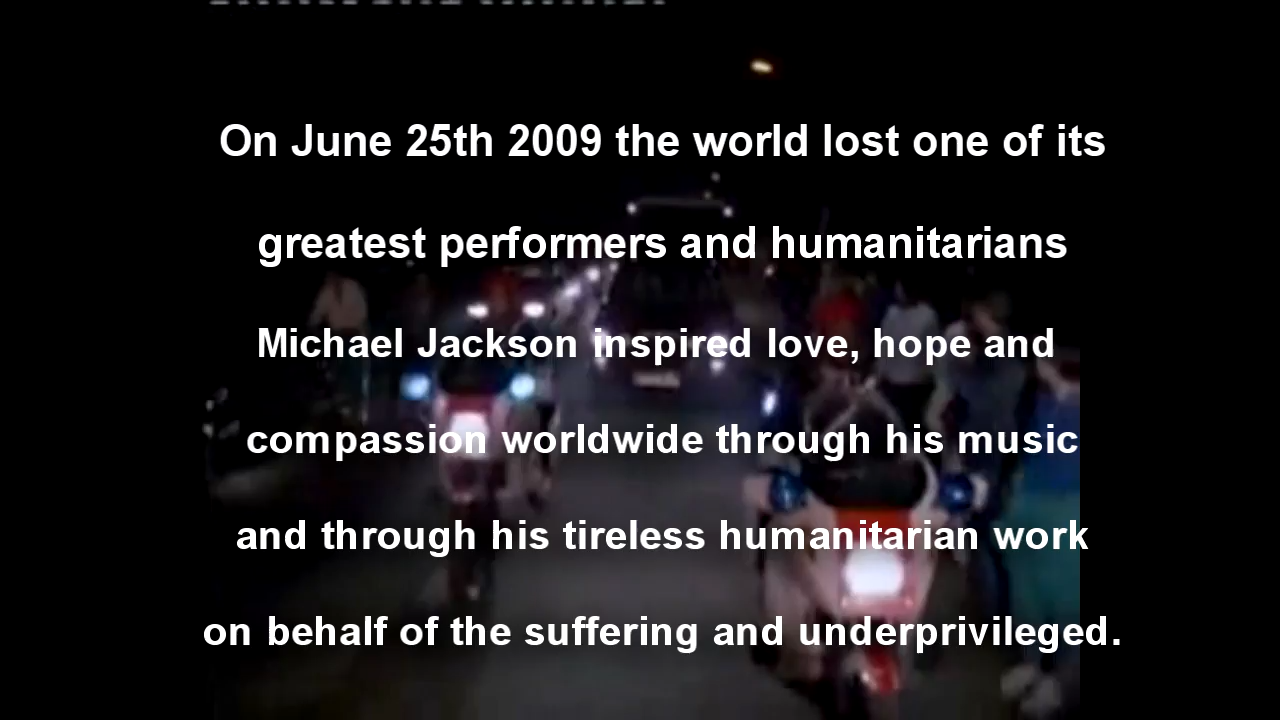 On June 25th 2009 the world lost one of its
greatest performers and humanitarians
Michael Jackson inspired love, hope and
compassion worldwide through his music
and through his tireless humanitarian work
on behalf of the suffering and underprivileged.